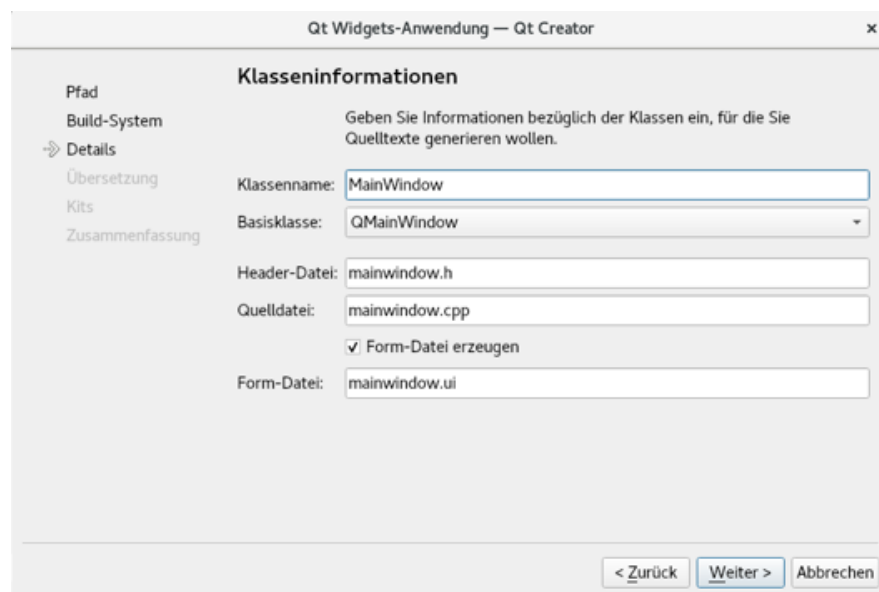 Qt Widgets-Anwendung — Qt Creator
Pfad
Build-System
Details
Übersetzung
Kits
Zusammenfassung
Klasseninformationen
Geben Sie Informationen bezüglich der Klassen ein, für die Sie
Quelltexte generieren wollen.
Klassenname: MainWindow
Basisklasse: QMainWindow
Header-Datei: mainwindow.h
Quelldatei: mainwindow.cpp
Form-Datei erzeugen
Form-Datei: mainwindow.ui
< Zurück Weiter > Abbrechen